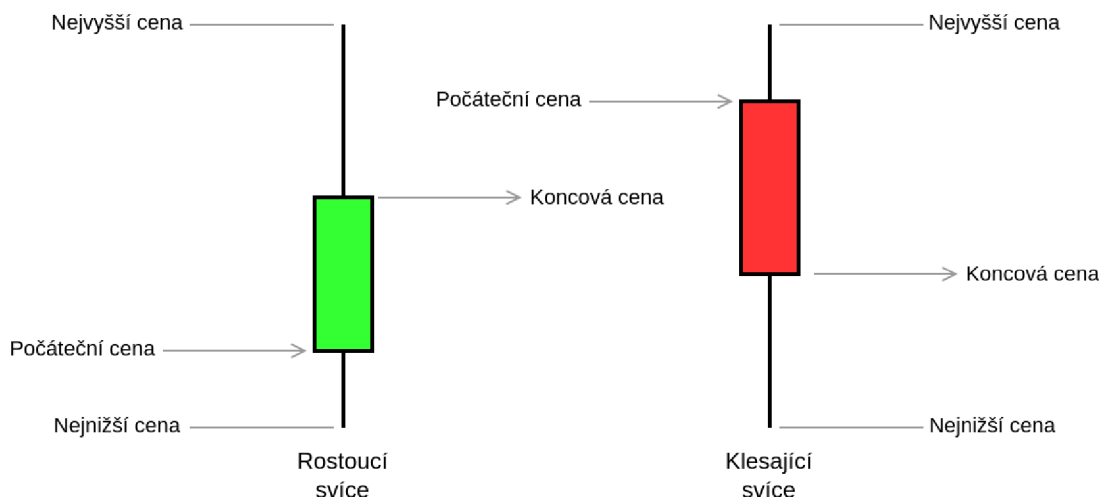 Nejvyšší cena
Nejvyšší cena
Počáteční cena
Koncová cena
Koncová cena
Počáteční cena
Nejnižší cena
Nejnižší cena
Rostoucí
svíce
Klesající
svíce